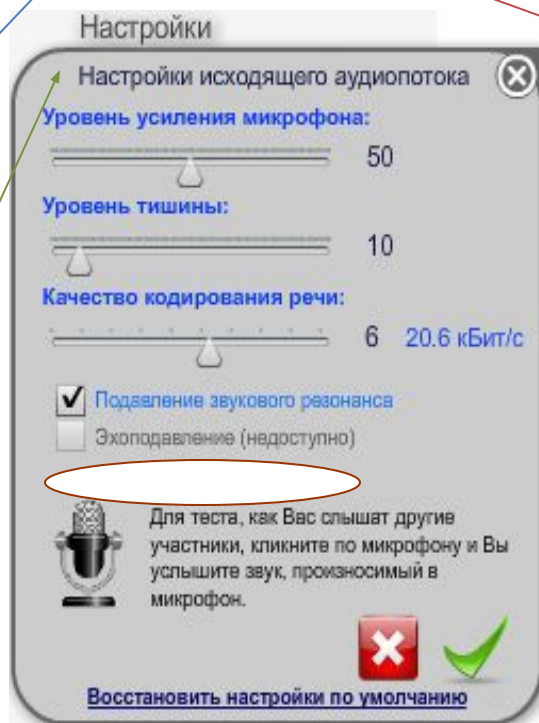 Настройки
Настройки исходящего аудиопотока
Уровень усиления микрофона:
50
Уровень тишины:
10
Качество кодирования речи:
6 20.6 кБит/с
Подавление звукового резонанса
Эхоподавление (недоступно)
Для теста, как Вас слышат другие
участники, кликните по микрофону и Вы
услышите звук, произносимый в
микрофон.
Восстановить настройки по умолчанию